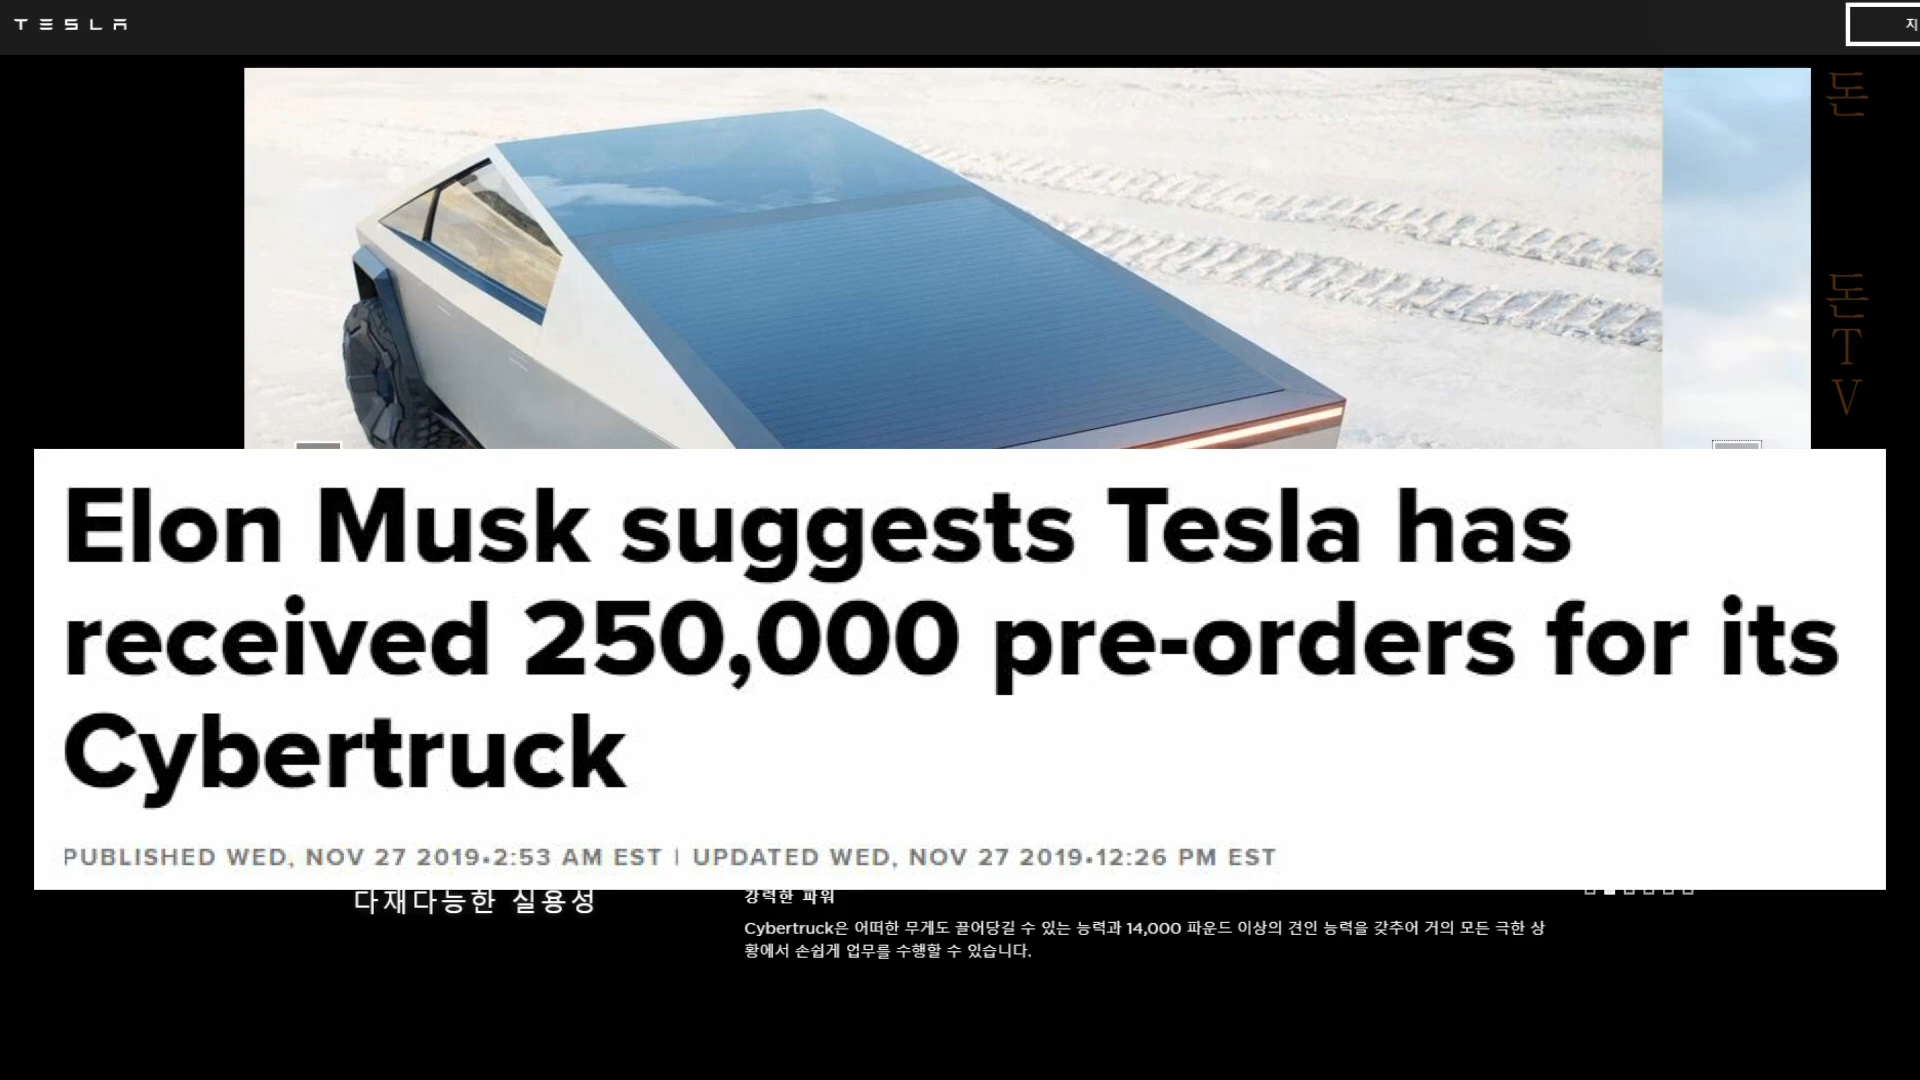 TESLA
지
돈
돈
T
V
Elon Musk suggests Tesla has
received 250,000 pre-orders for its
Cybertruck
PUBLISHED WED, NOV 27 2019•2:53 AM EST | UPDATED WED, NOV 27 2019•12:26 PM EST
다재다능한 실용성
강력한 파워
Cybertruck은 어떠한 무게도 끌어당길 수 있는 능력과 14,000 파운드 이상의 견인 능력을 갖추어 거의 모든 극한 상
황에서 손쉽게 업무를 수행할 수 있습니다.